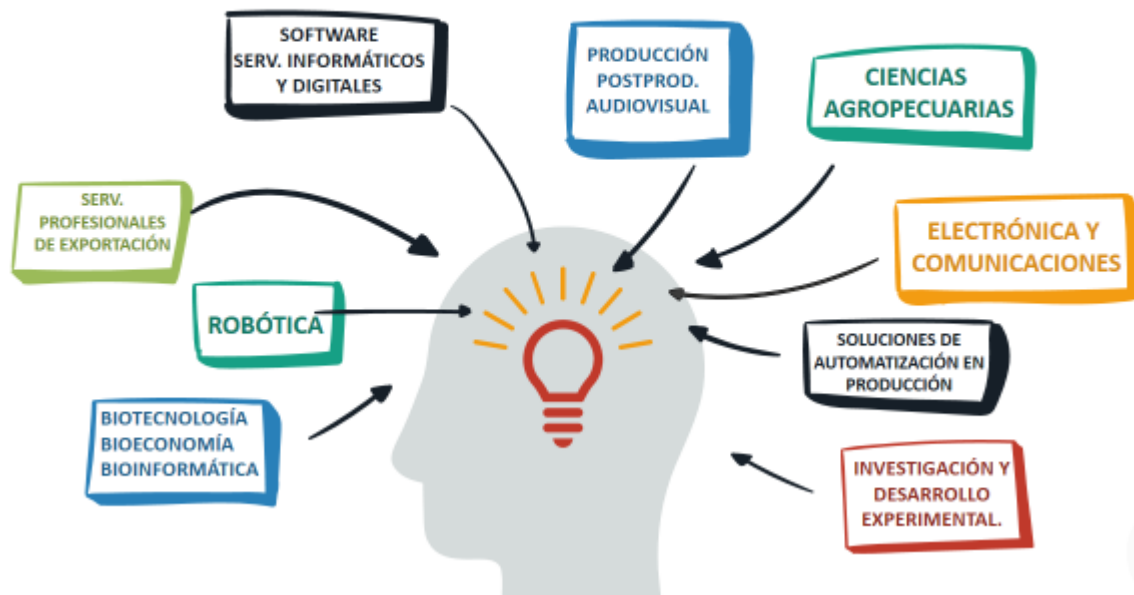 SOFTWARE
SERV. INFORMÁTICOS
Y DIGITALES
PRODUCCIÓN
POSTPROD.
AUDIOVISUAL
CIENCIAS
AGROPECUARIAS
SERV.
PROFESIONALES
DE EXPORTACIÓN
ELECTRÓNICA Y
COMUNICACIONES
ROBÓTICA
SOLUCIONES DE
AUTOMATIZACIÓN EN
PRODUCCIÓN
BIOTECNOLOGÍA
BIOECONOMÍA
BIOINFORMÁTICA
INVESTIGACIÓN Y
DESARROLLO
EXPERIMENTAL.